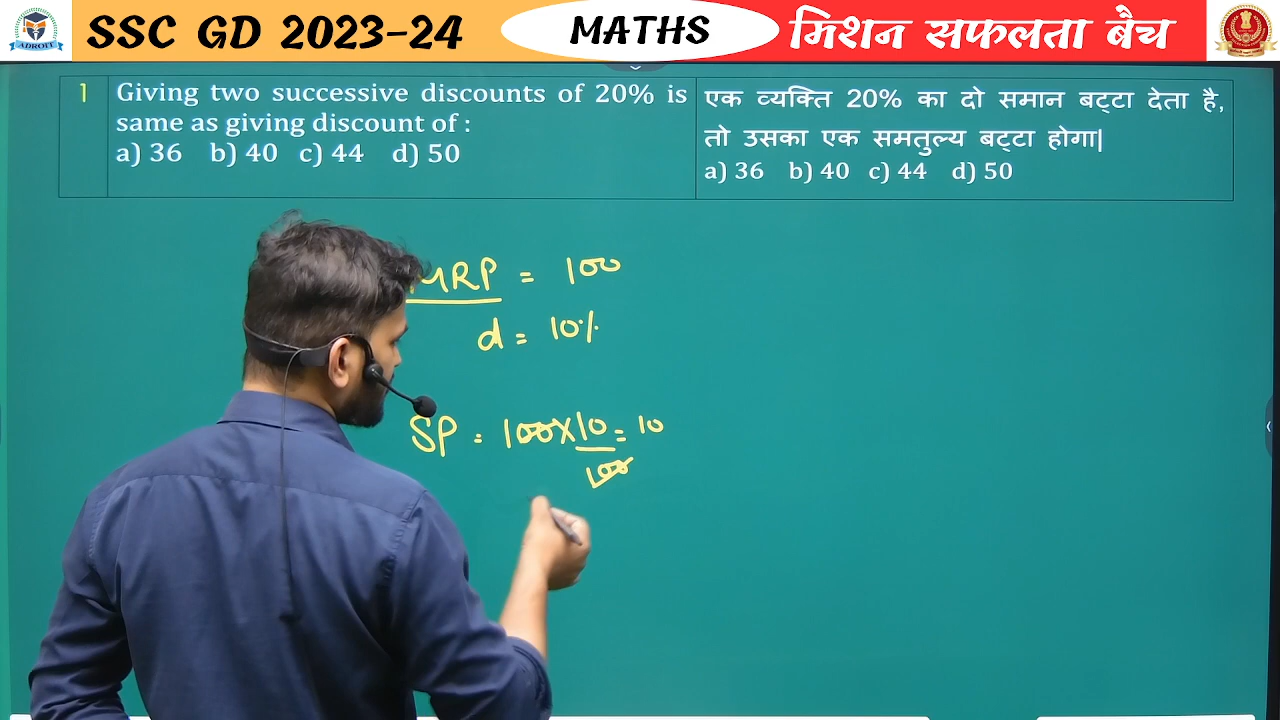 ADROIT
SSC GD 2023-24
MATHS
मिशन सफलता बैच
1
Giving two successive discounts of 20% is
same as giving discount of :
a) 36 b) 40 c) 44 d) 50
एक व्यक्ति 20% का दो समान बट्टा देता है,
तो उसका एक समतुल्य बट्टा होगा|
a) 36 b) 40 c) 44 d) 50
MRP = 100
d = 10%
SP = 100×10 = 10
100